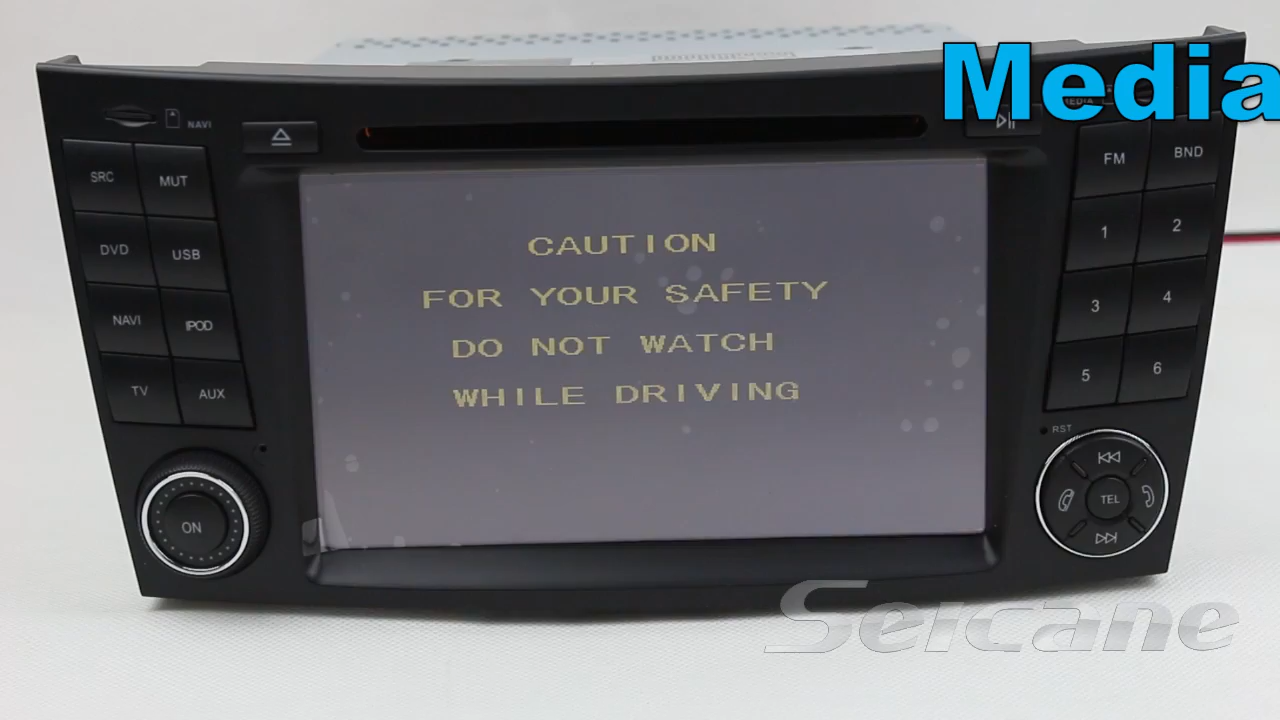 Media
NAVI
MEDIA
SRC
MUT
FM
BND
DVD
USB
1
2
NAVI
IPOD
3
4
TV
AUX
5
6
CAUTION
FOR YOUR SAFETY
DO NOT WATCH
WHILE DRIVING
RST
ON
TEL
Seicane